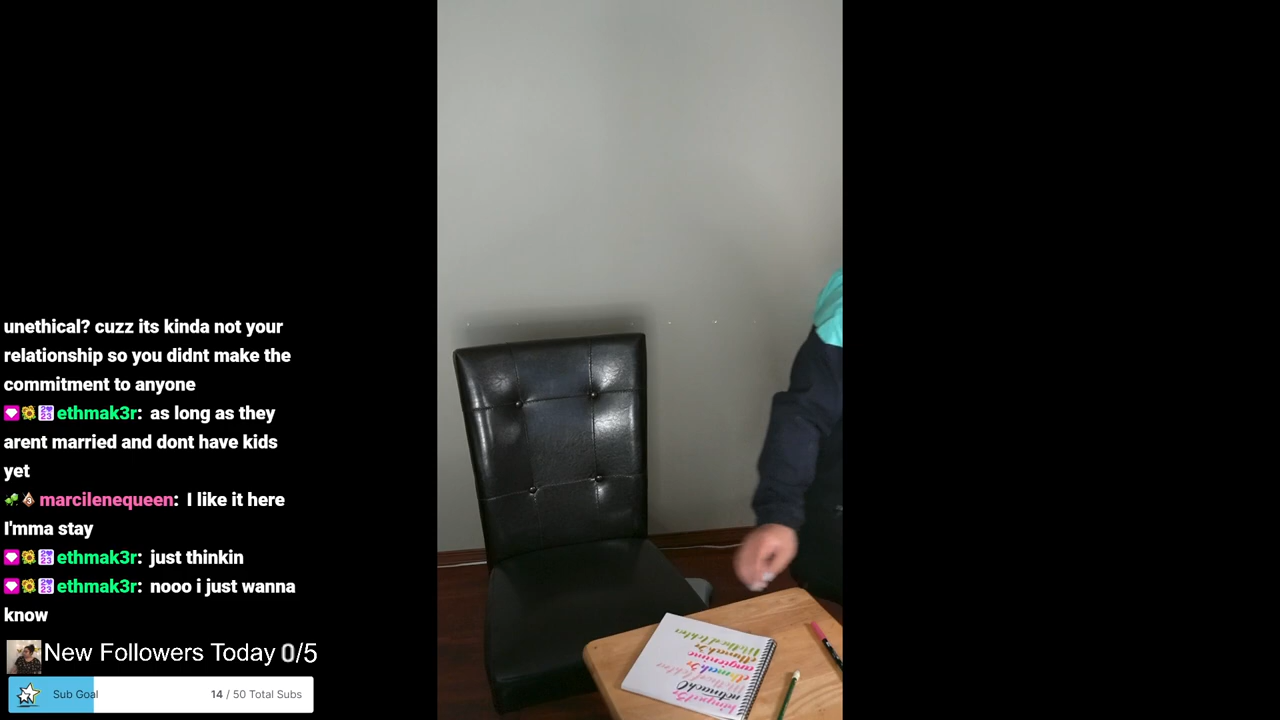 unethical? cuzz its kinda not your
relationship so you didnt make the
commitment to anyone
ethmak3r: as long as they
arent married and dont have kids
yet
marcilenequeen: I like it here
I'mma stay
ethmak3r: just thinkin
ethmak3r: nooo i just wanna
know
New Followers Today 0/5
Sub Goal 14 / 50 Total Subs